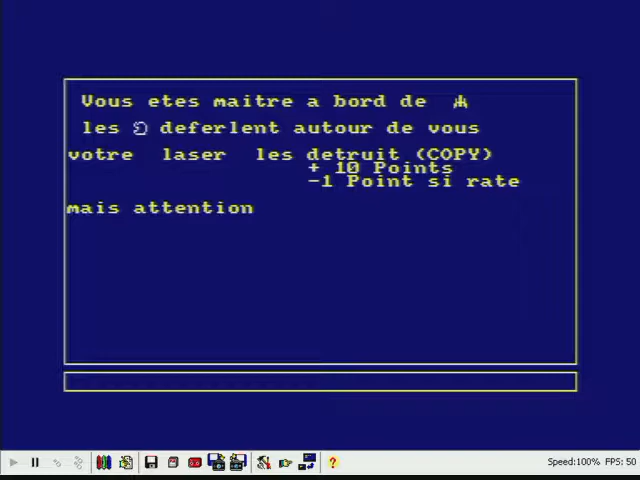 Vous etes maitre a bord de
les deferlent autour de vous
votre laser les detruit (COPY)
+ 10 Points
-1 Point si rate
mais attention
Speed:100% FPS: 50